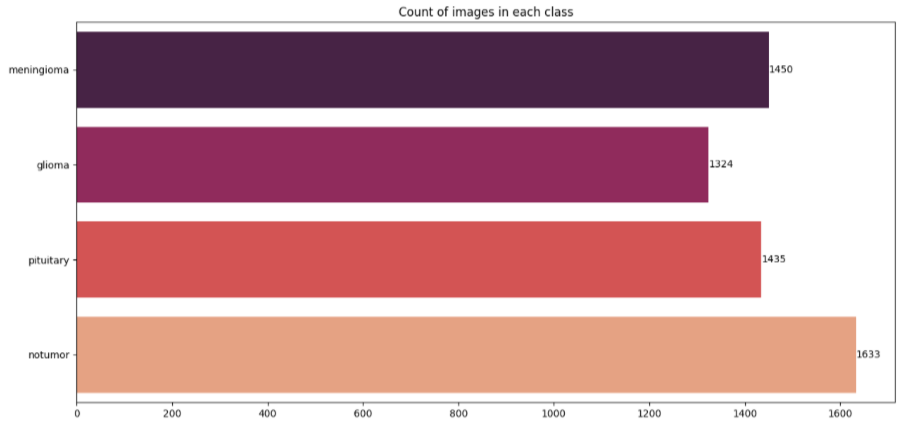 Count of images in each class
meningioma
1450
glioma
1324
pituitary
1435
notumor
1633
0 200 400 600 800 1000 1200 1400 1600